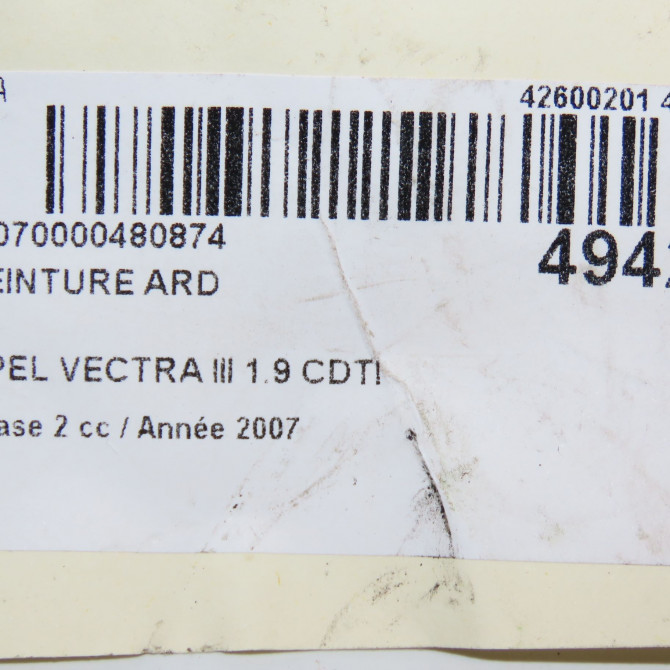 A
42600201 4
070000480874
494
EINTURE ARD
PEL VECTRA III 1.9 CDTI
ase 2 cc / Année 2007